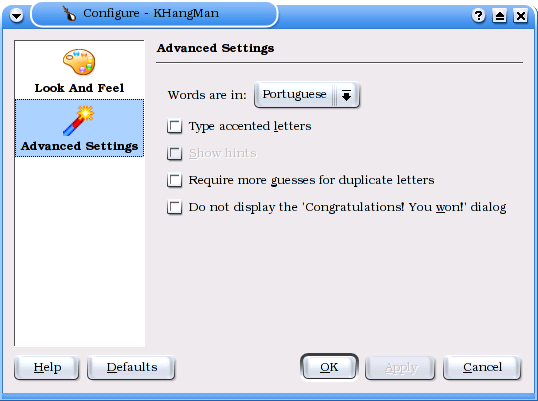 Configure - KHangMan
Look And Feel
Advanced Settings
Advanced Settings
Words are in: Portuguese
Type accented letters
Show hints
Require more guesses for duplicate letters
Do not display the 'Congratulations! You won!' dialog
Help Defaults OK Apply Cancel